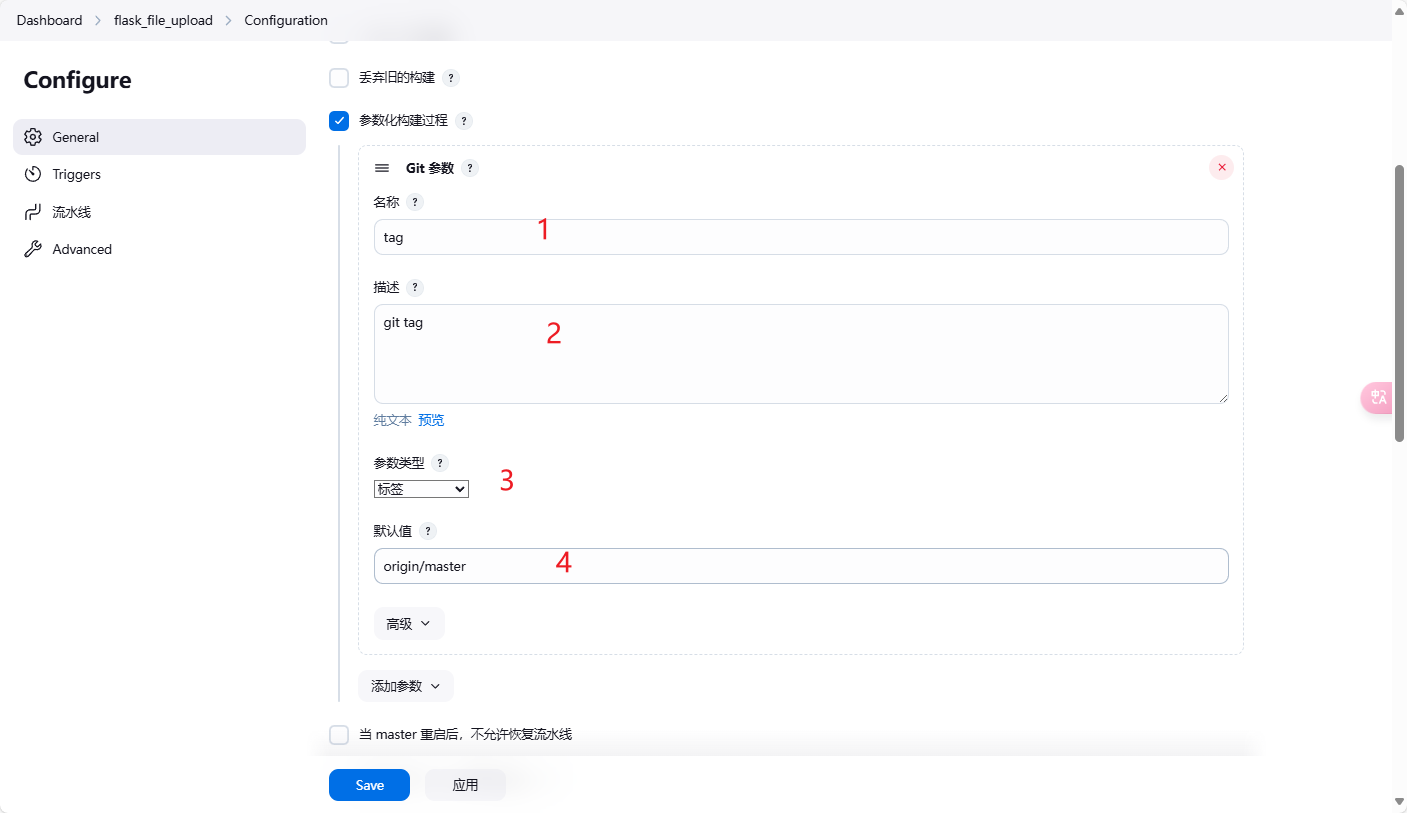 Dashboard > flask_file_upload > Configuration
Configure
General
Triggers
流水线
Advanced
丢弃旧的构建 ?
参数化构建过程 ?
Git 参数 ?
名称 ?
tag
1
描述 ?
git tag
2
纯文本 预览
参数类型 ?
标签
3
默认值 ?
origin/master
4
高级
添加参数
当 master 重启后，不允许恢复流水线
Save 应用